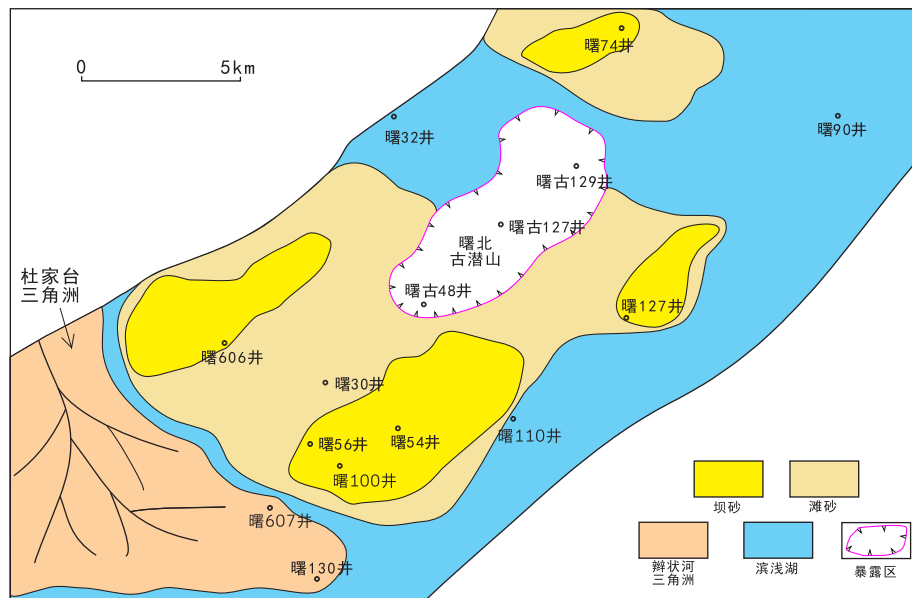 曙74井
0 5km
曙32井
曙90井
曙古129井
曙古127井
曙北
古潜山
杜家台
三角洲
曙古48井
曙127井
曙606井
曙30井
曙56井
曙54井
曙110井
曙100井
曙607井
曙130井
坝砂
滩砂
辫状河
三角洲
滨浅湖
暴露区